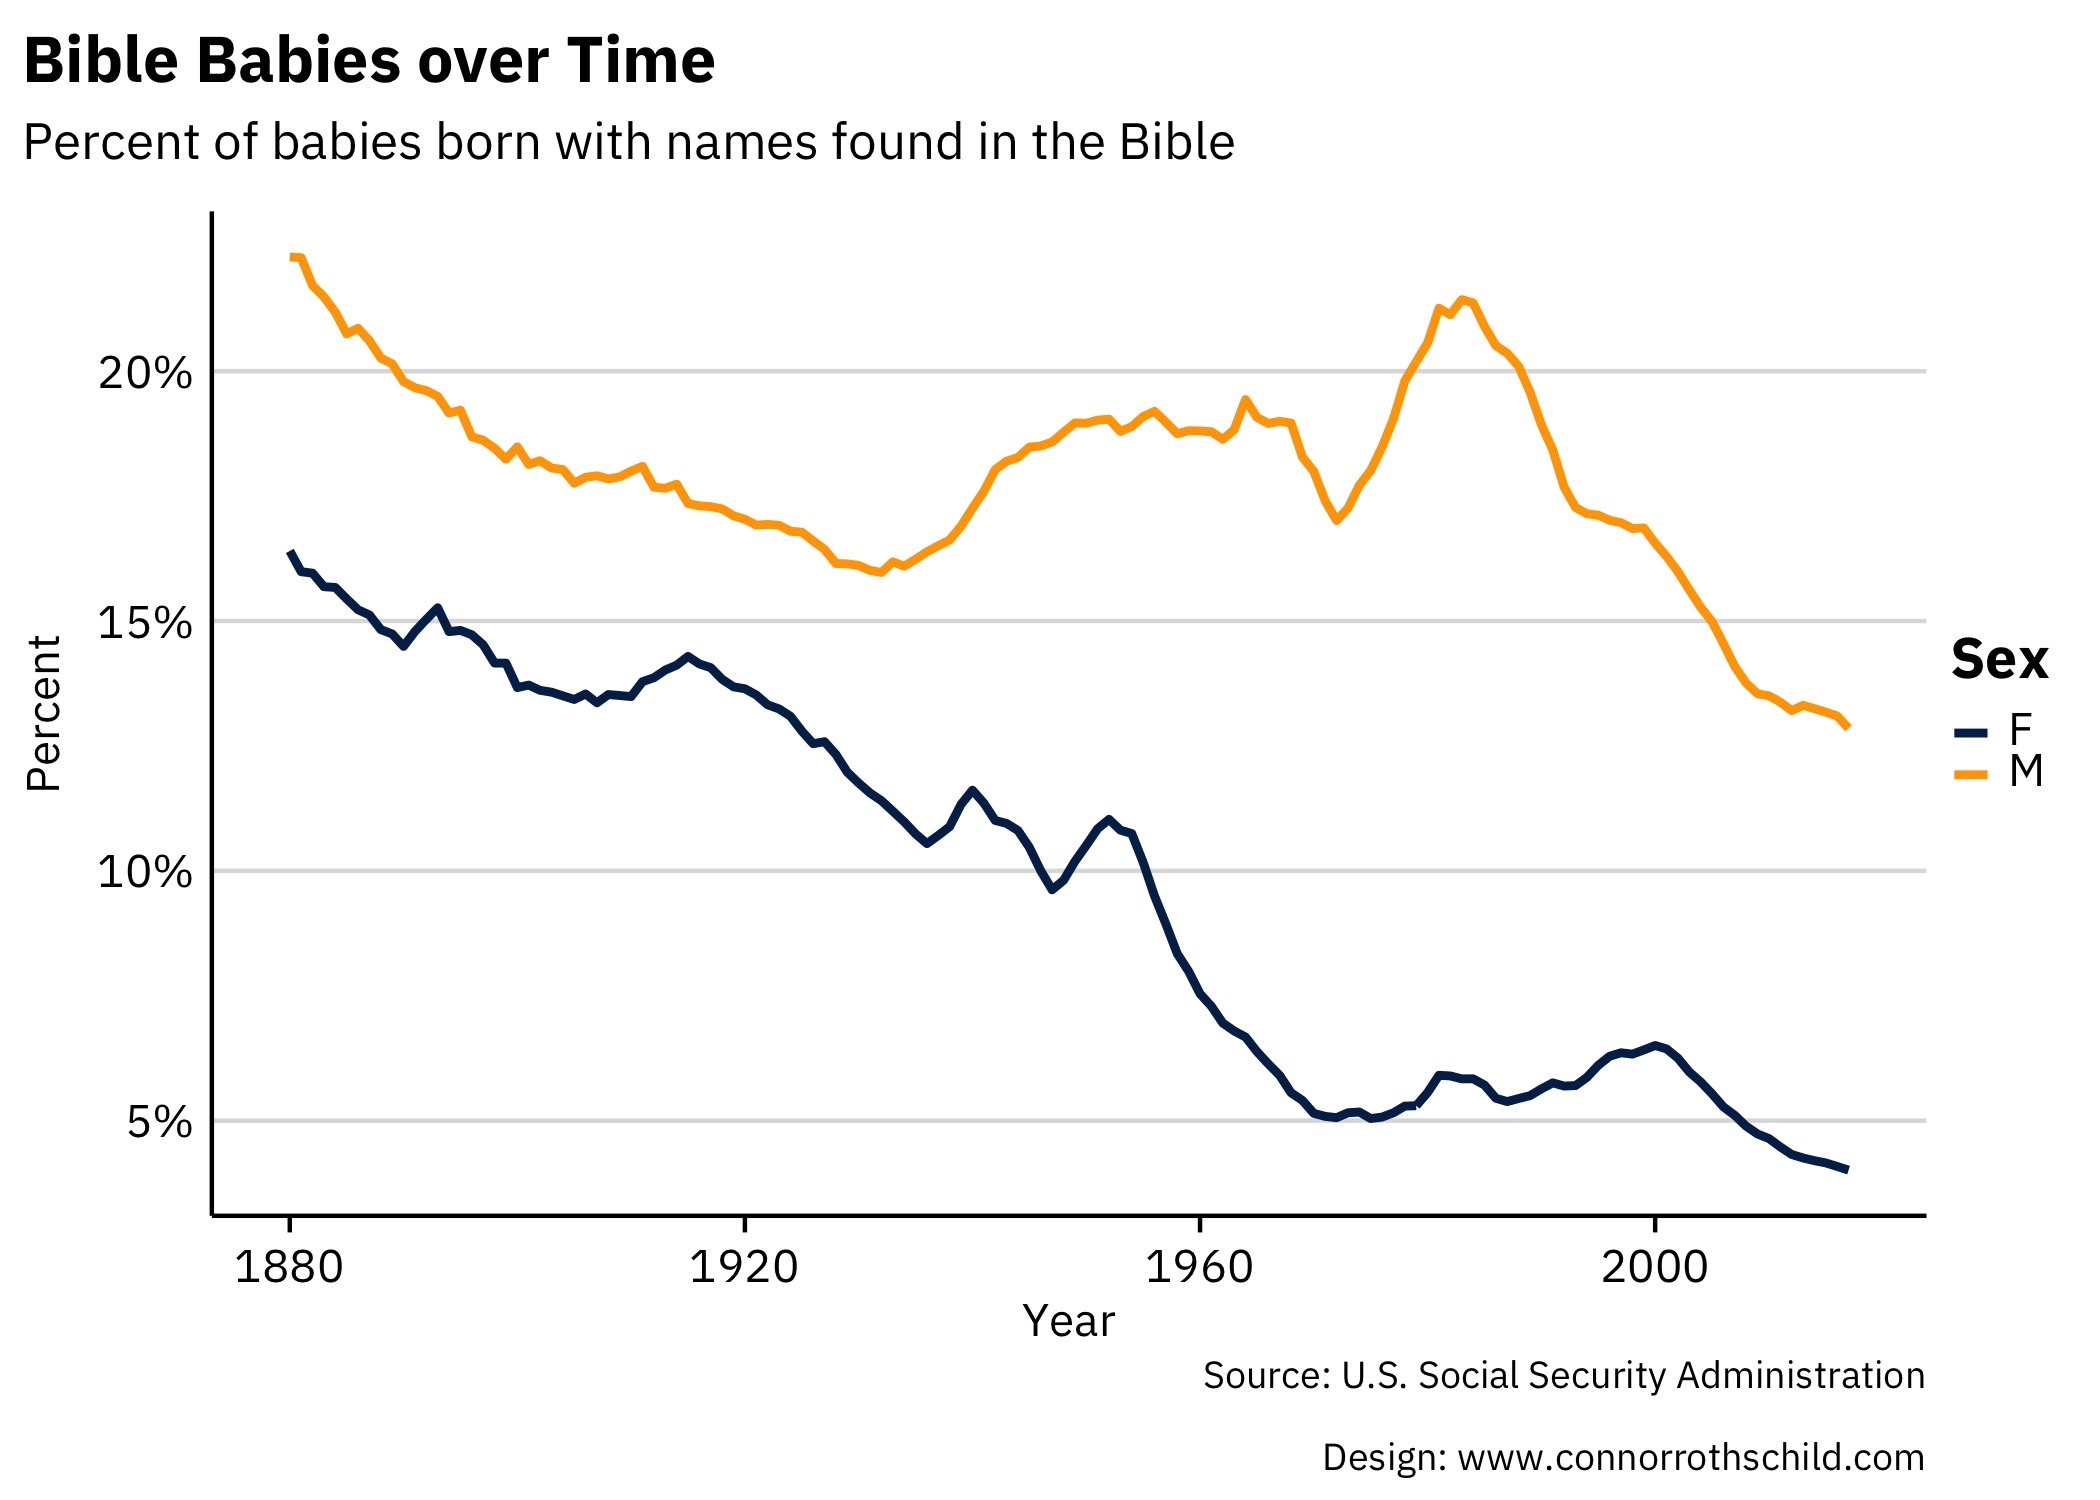 Bible Babies over Time
Percent of babies born with names found in the Bible
20%
15%
10%
5%
Percent
1880
1920
1960
2000
Year
Sex
F
M
Source: U.S. Social Security Administration
Design: www.connorrothschild.com